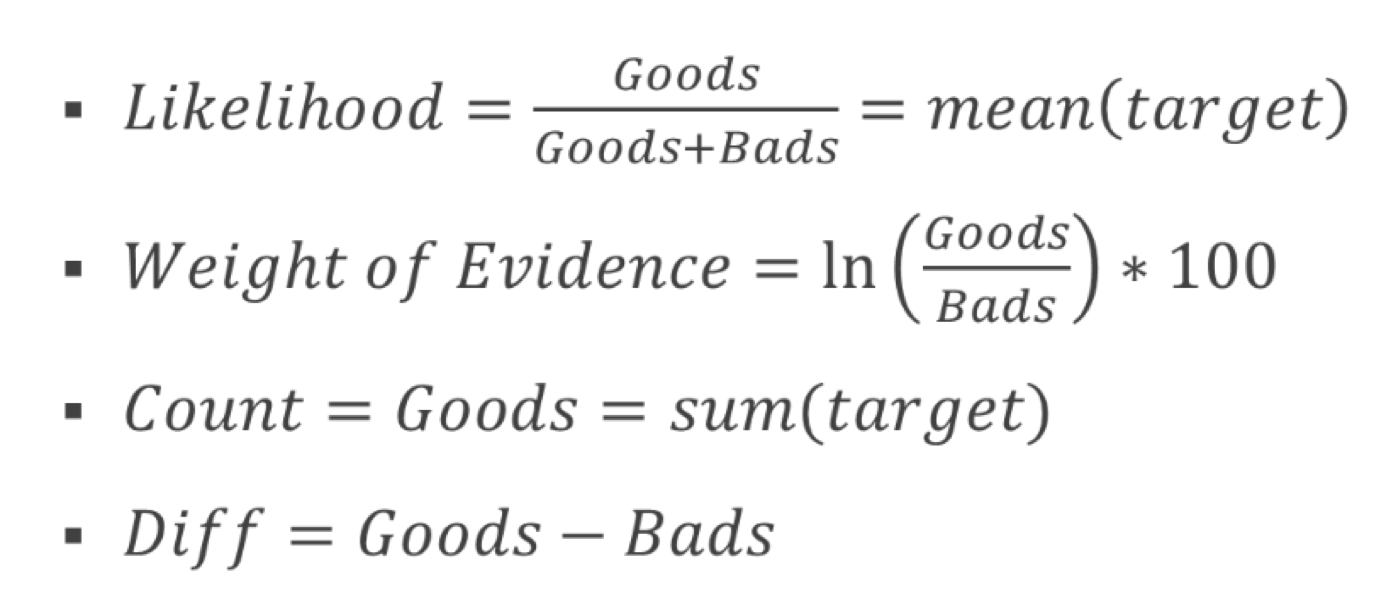 ▪ Likelihood = Goods / Goods+Bads = mean(target)
▪ Weight of Evidence = ln (Goods / Bads) * 100
▪ Count = Goods = sum(target)
▪ Diff = Goods − Bads